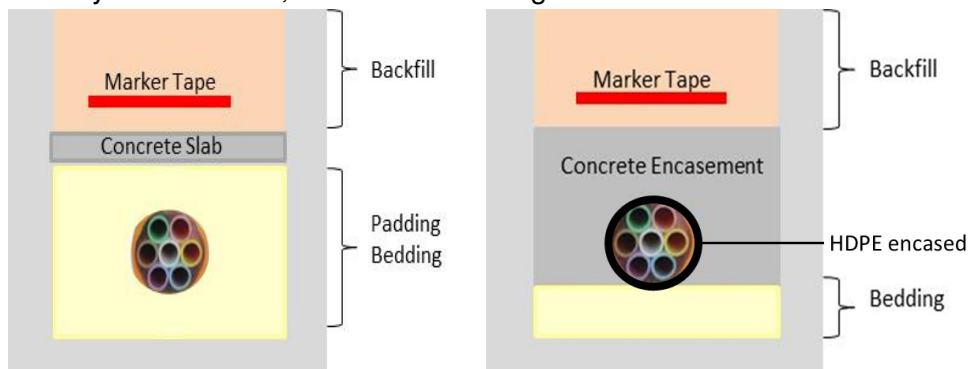 Marker Tape
Backfill
Concrete Slab
Padding
Bedding
Marker Tape
Backfill
Concrete Encasement
HDPE encased
Bedding